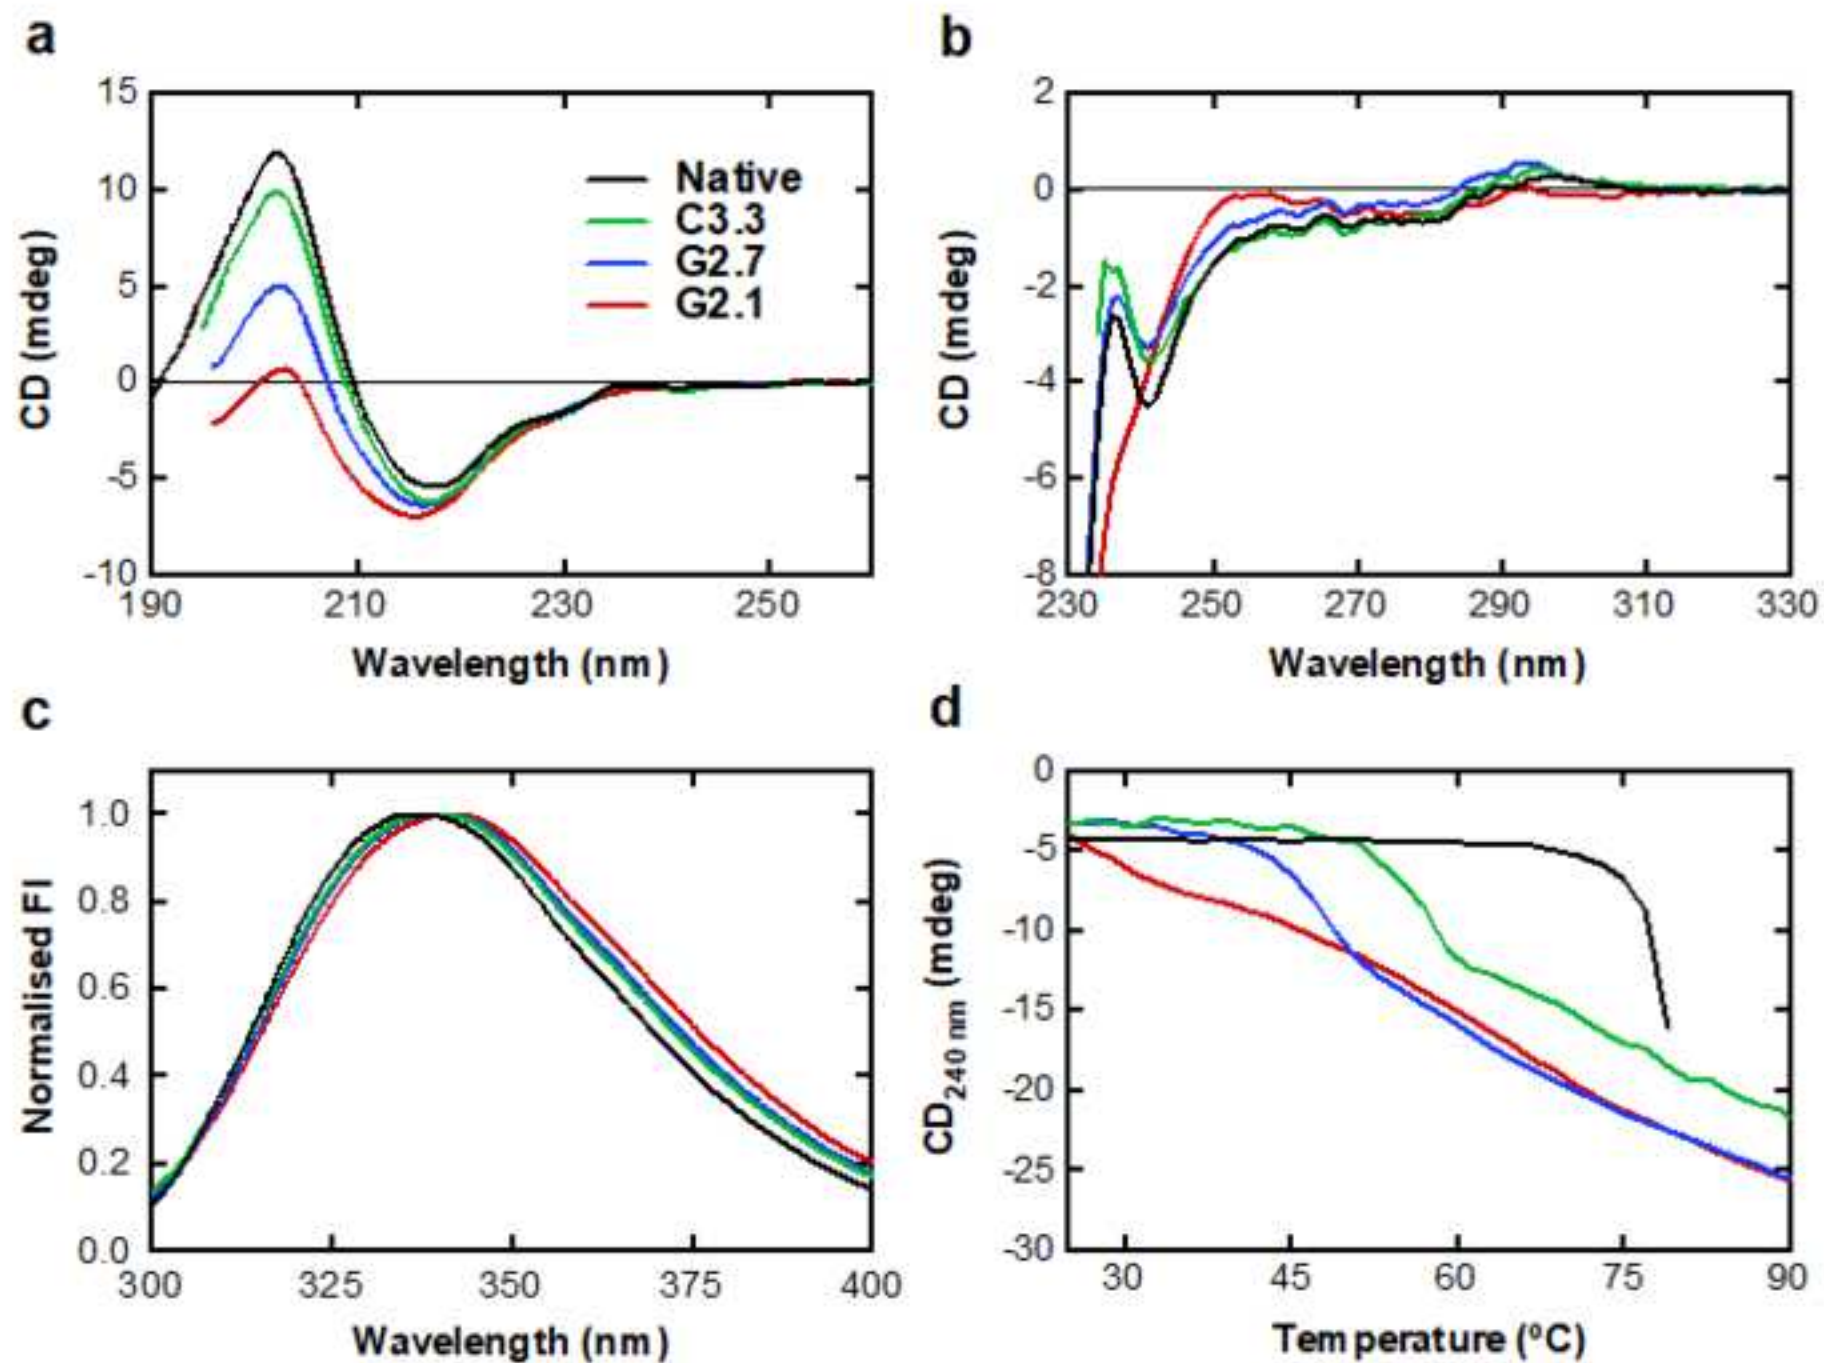 a
15
10
5
0
-5
-10
190 210 230 250
CD (mdeg)
Wavelength (nm)
Native
C3.3
G2.7
G2.1
b
2
0
-2
-4
-6
-8
230 250 270 290 310 330
CD (mdeg)
Wavelength (nm)
c
1.0
0.8
0.6
0.4
0.2
0.0
300 325 350 375 400
Normalised FI
Wavelength (nm)
d
0
-5
-10
-15
-20
-25
-30
30 45 60 75 90
CD240 nm (mdeg)
Temperature (ºC)